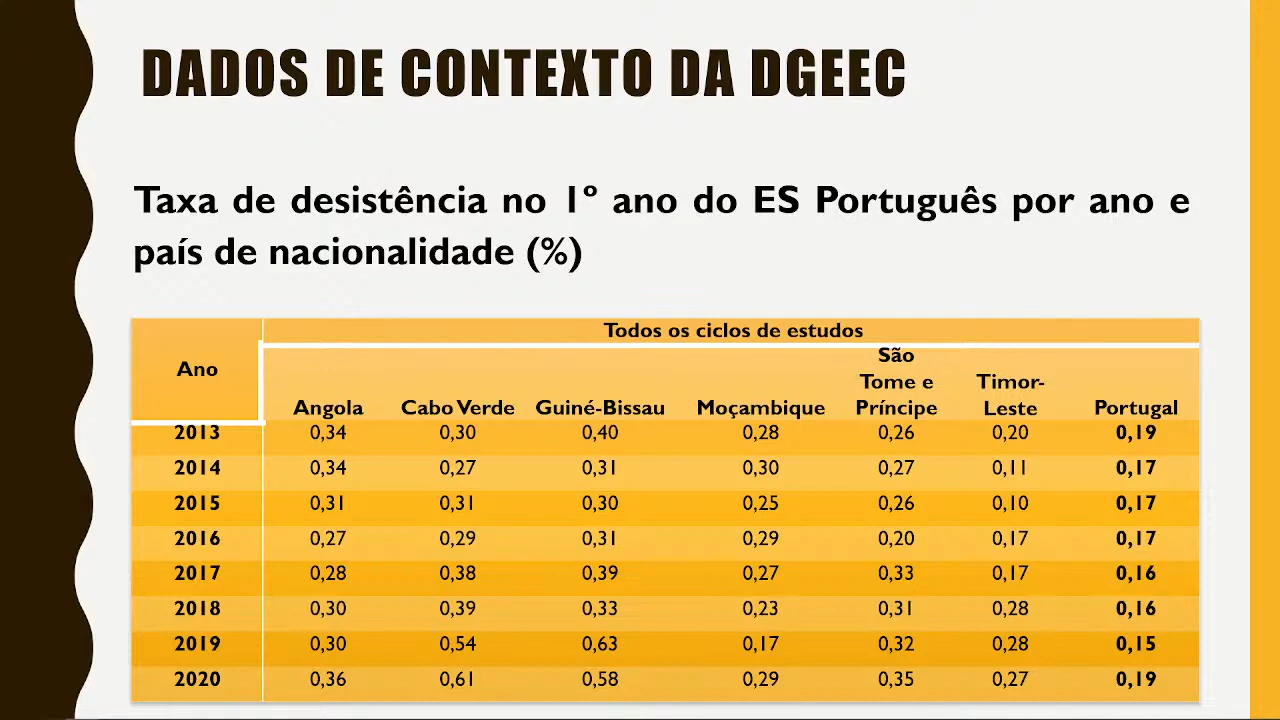 DADOS DE CONTEXTO DA DGEEC
Taxa de desistência no 1º ano do ES Português por ano e
país de nacionalidade (%)
Ano Todos os ciclos de estudos
Angola Cabo Verde Guiné-Bissau Moçambique São Tome e Príncipe Timor-Leste Portugal
2013 0,34 0,30 0,40 0,28 0,26 0,20 0,19
2014 0,34 0,27 0,31 0,30 0,27 0,11 0,17
2015 0,31 0,31 0,30 0,25 0,26 0,10 0,17
2016 0,27 0,29 0,31 0,29 0,20 0,17 0,17
2017 0,28 0,38 0,39 0,27 0,33 0,17 0,16
2018 0,30 0,39 0,33 0,23 0,31 0,28 0,16
2019 0,30 0,54 0,63 0,17 0,32 0,28 0,15
2020 0,36 0,61 0,58 0,29 0,35 0,27 0,19